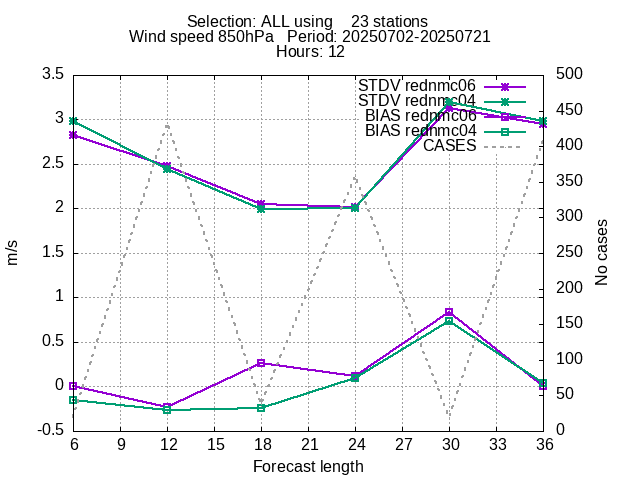 Selection: ALL using    23 stations
Wind speed 850hPa   Period: 20250702-20250721
Hours: 12
3.5
3
2.5
2
1.5
1
0.5
0
-0.5
m/s
500
450
400
350
300
250
200
150
100
50
0
No cases
STDV rednmc06
STDV rednmc04
BIAS rednmc06
BIAS rednmc04
CASES
6 9 12 15 18 21 24 27 30 33 36
Forecast length